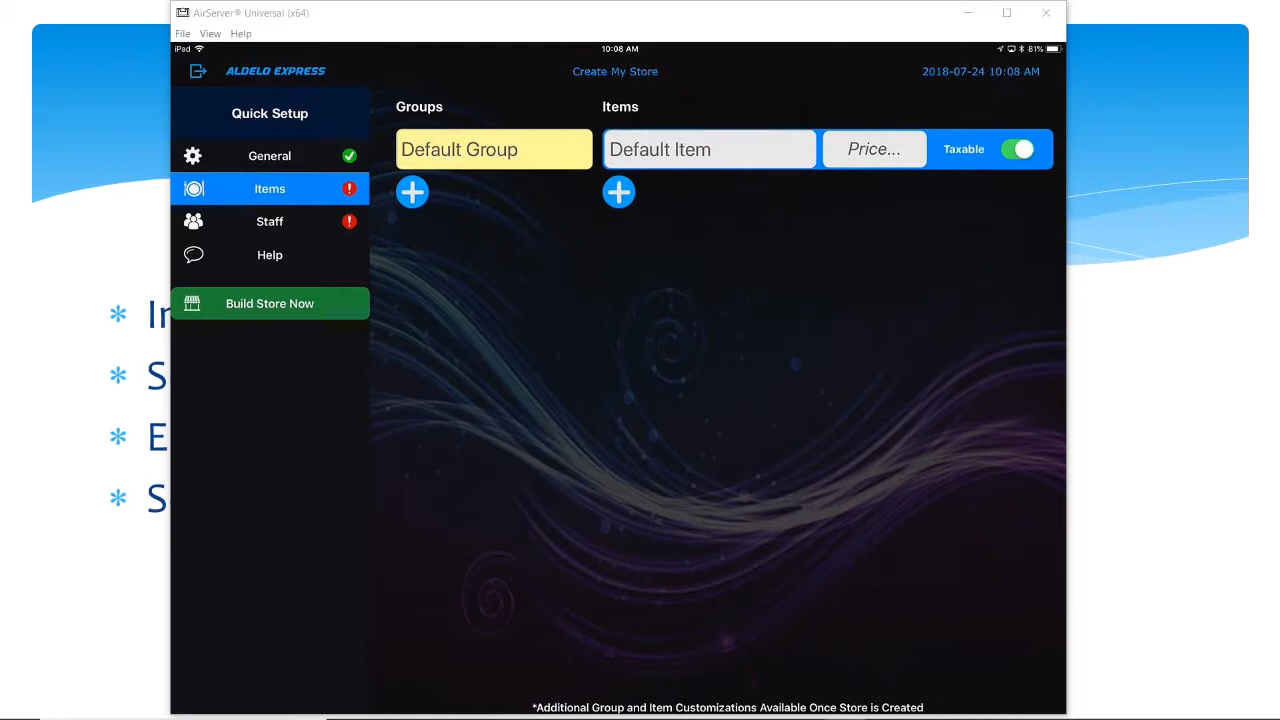 AirServer® Universal (x64)
File View Help
iPad 10:08 AM 81%
ALDELO EXPRESS Create My Store 2018-07-24 10:08 AM
Quick Setup
General
Items
Staff
Help
Build Store Now
Groups Items
Default Group Default Item Price... Taxable
*Additional Group and Item Customizations Available Once Store is Created